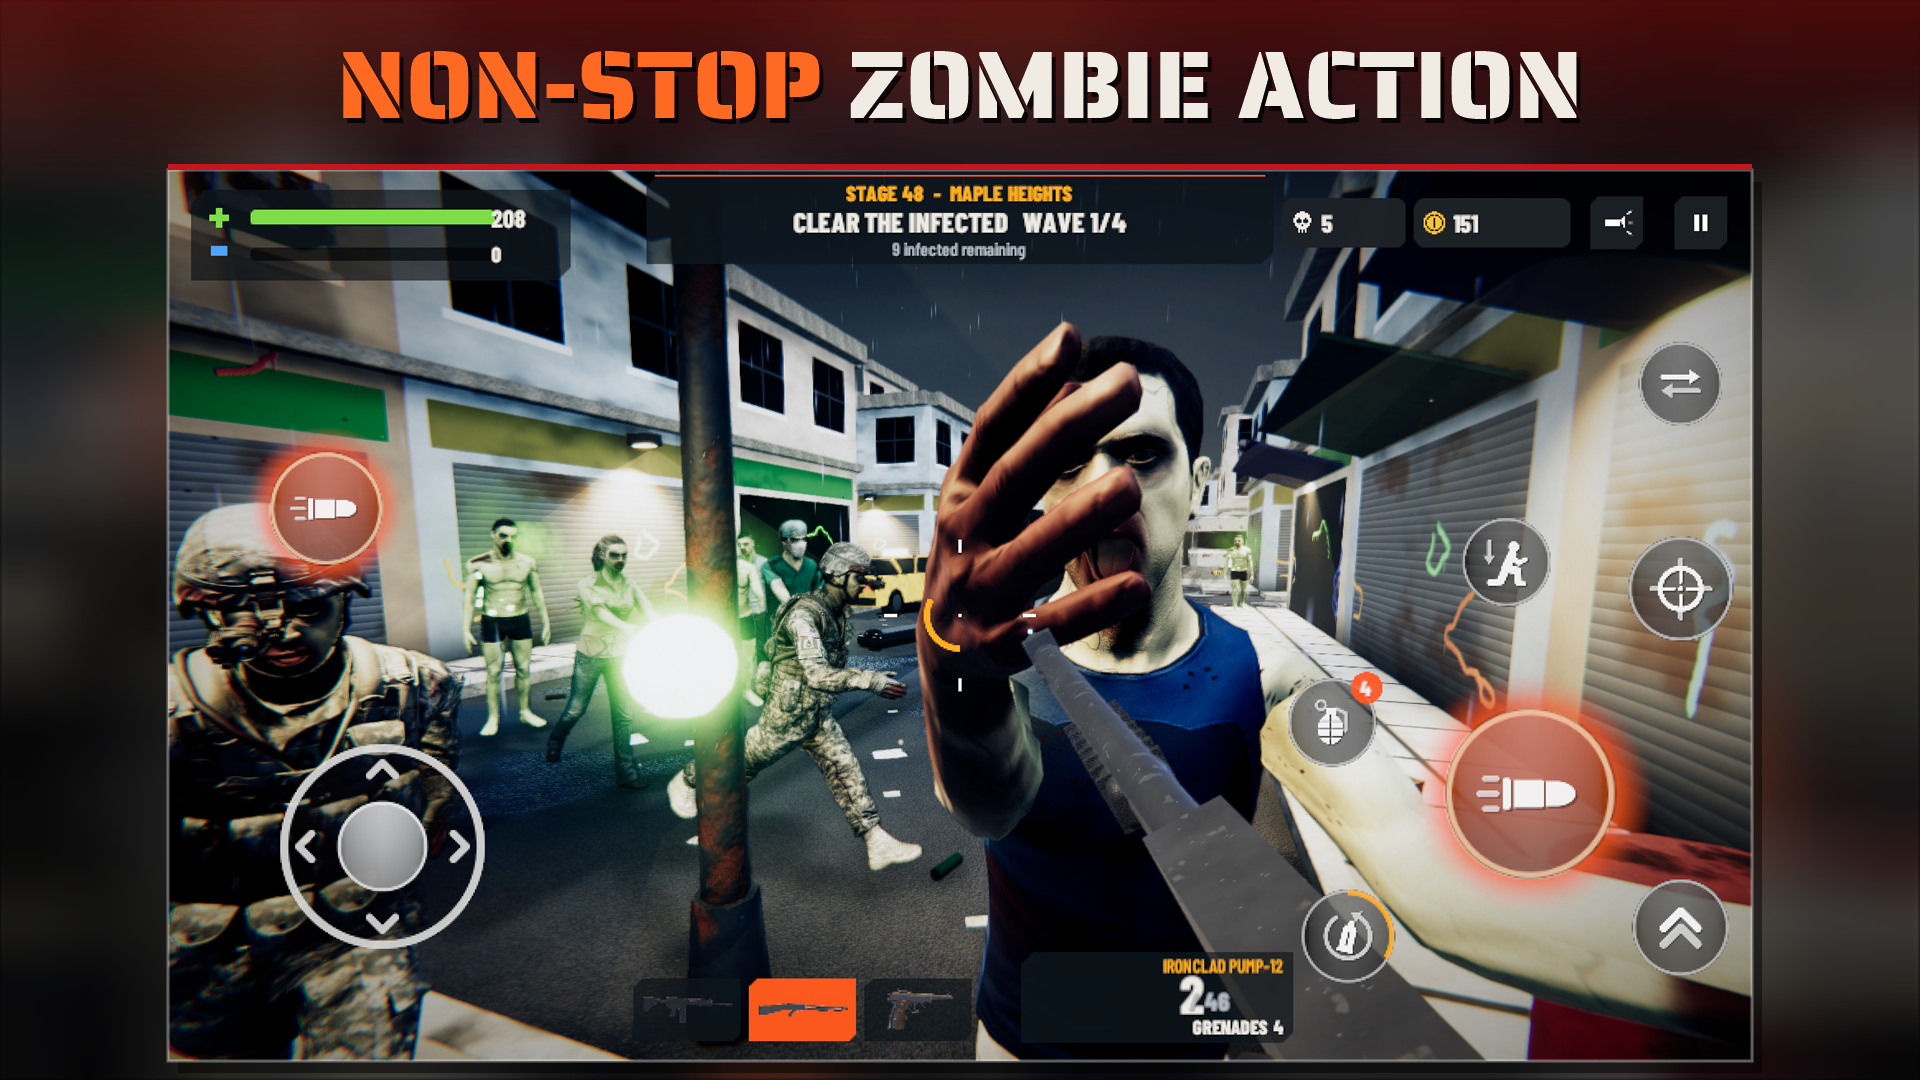 NON-STOP ZOMBIE ACTION
208
0
STAGE 48 - MAPLE HEIGHTS
CLEAR THE INFECTED WAVE 1/4
9 infected remaining
5
151
4
IRONCLAD PUMP-12
2 46
GRENADES 4